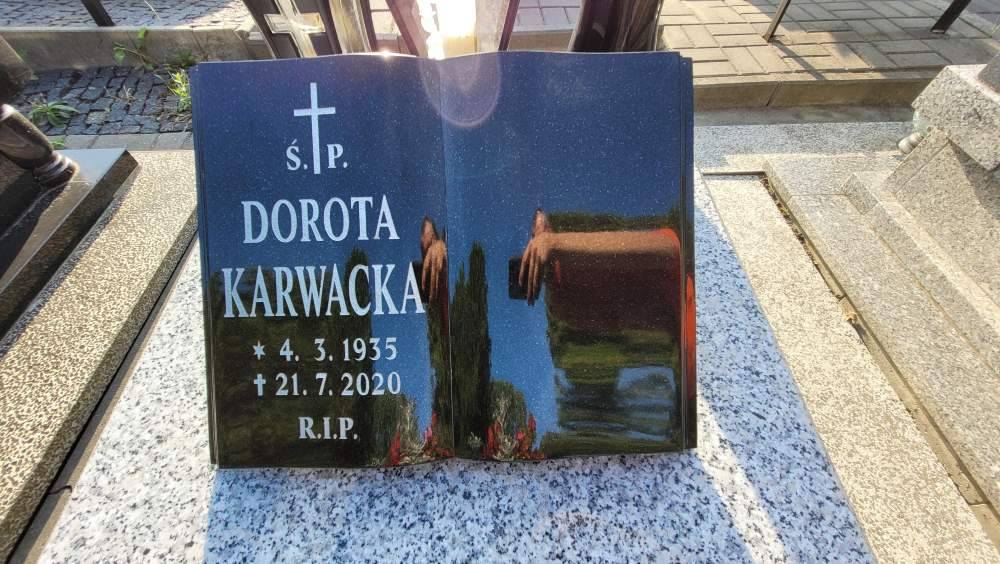 Ś. P.
DOROTA
KARWACKA
✶ 4. 3. 1935
✝ 21. 7. 2020
R.I.P.